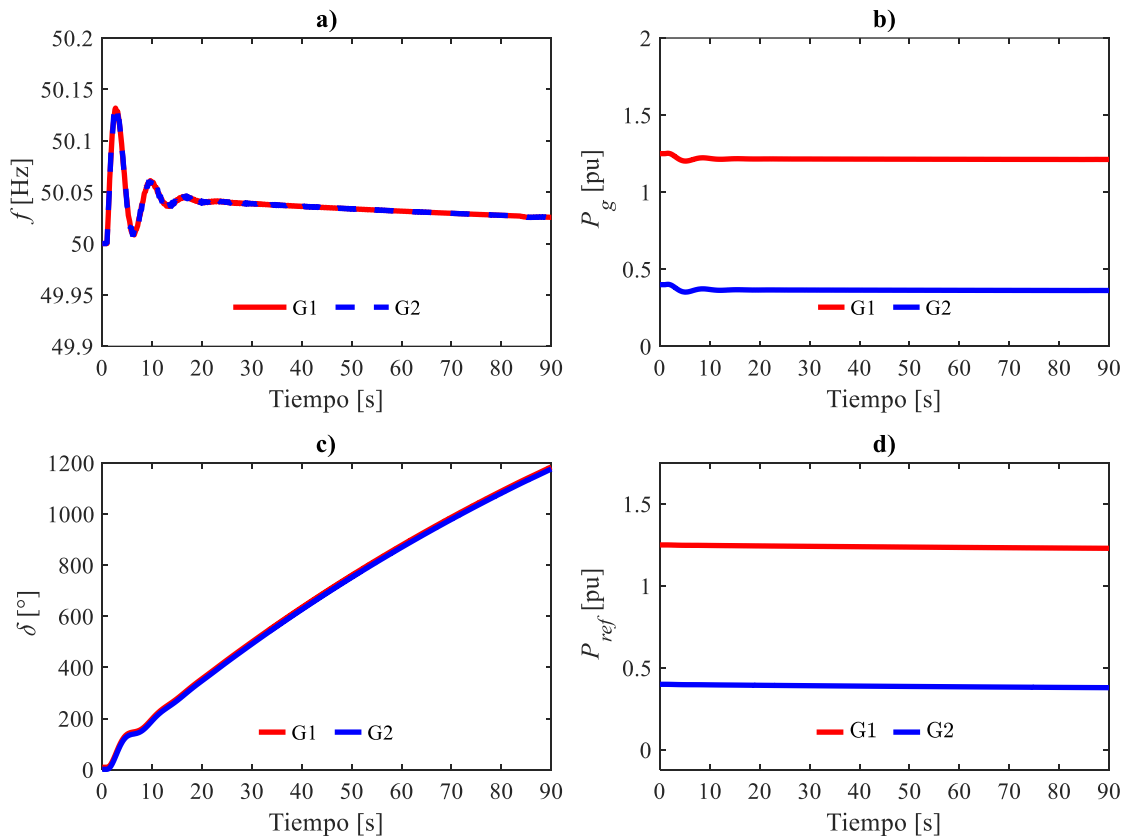 a)
50.2
50.15
50.1
50.05
50
49.95
49.9
f [Hz]
G1 G2
0 10 20 30 40 50 60 70 80 90
Tiempo [s]
b)
2
1.5
1
0.5
0
P_g [pu]
G1 G2
0 10 20 30 40 50 60 70 80 90
Tiempo [s]
c)
1200
1000
800
600
400
200
0
δ [°]
G1 G2
0 10 20 30 40 50 60 70 80 90
Tiempo [s]
d)
1.5
1
0.5
0
P_ref [pu]
G1 G2
0 10 20 30 40 50 60 70 80 90
Tiempo [s]